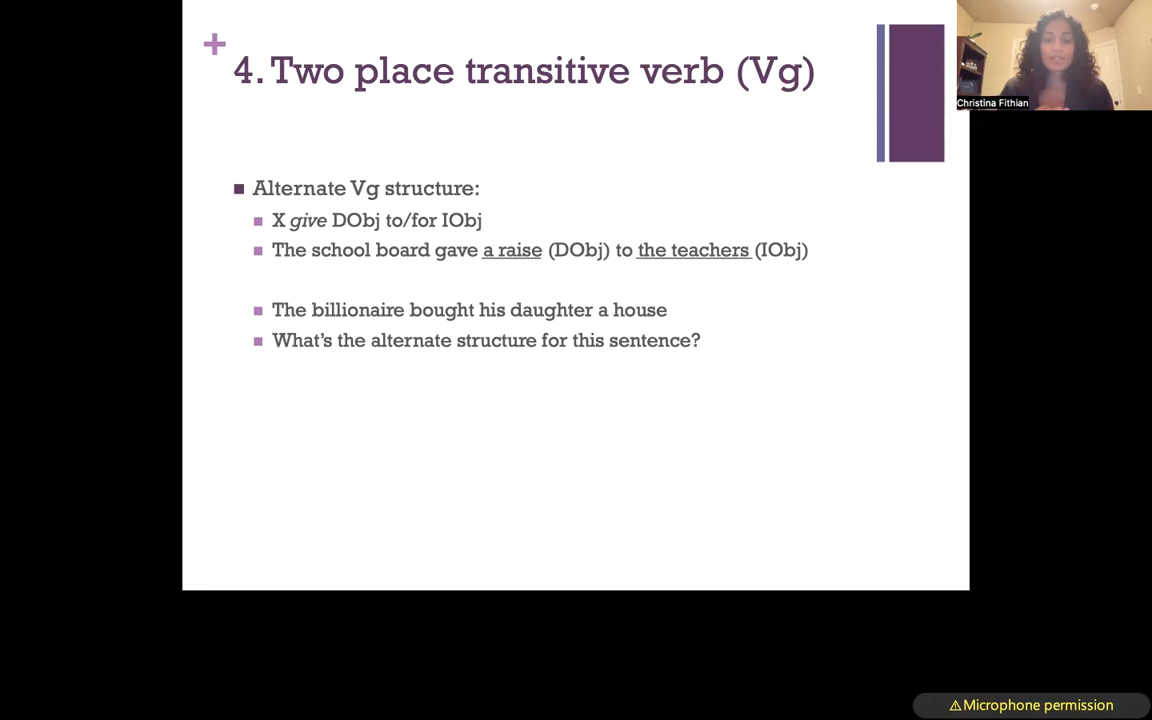 +
4. Two place transitive verb (Vg)
Christina Fithian
■ Alternate Vg structure:
■ X give DObj to/for IObj
■ The school board gave a raise (DObj) to the teachers (IObj)
■ The billionaire bought his daughter a house
■ What's the alternate structure for this sentence?
⚠Microphone permission